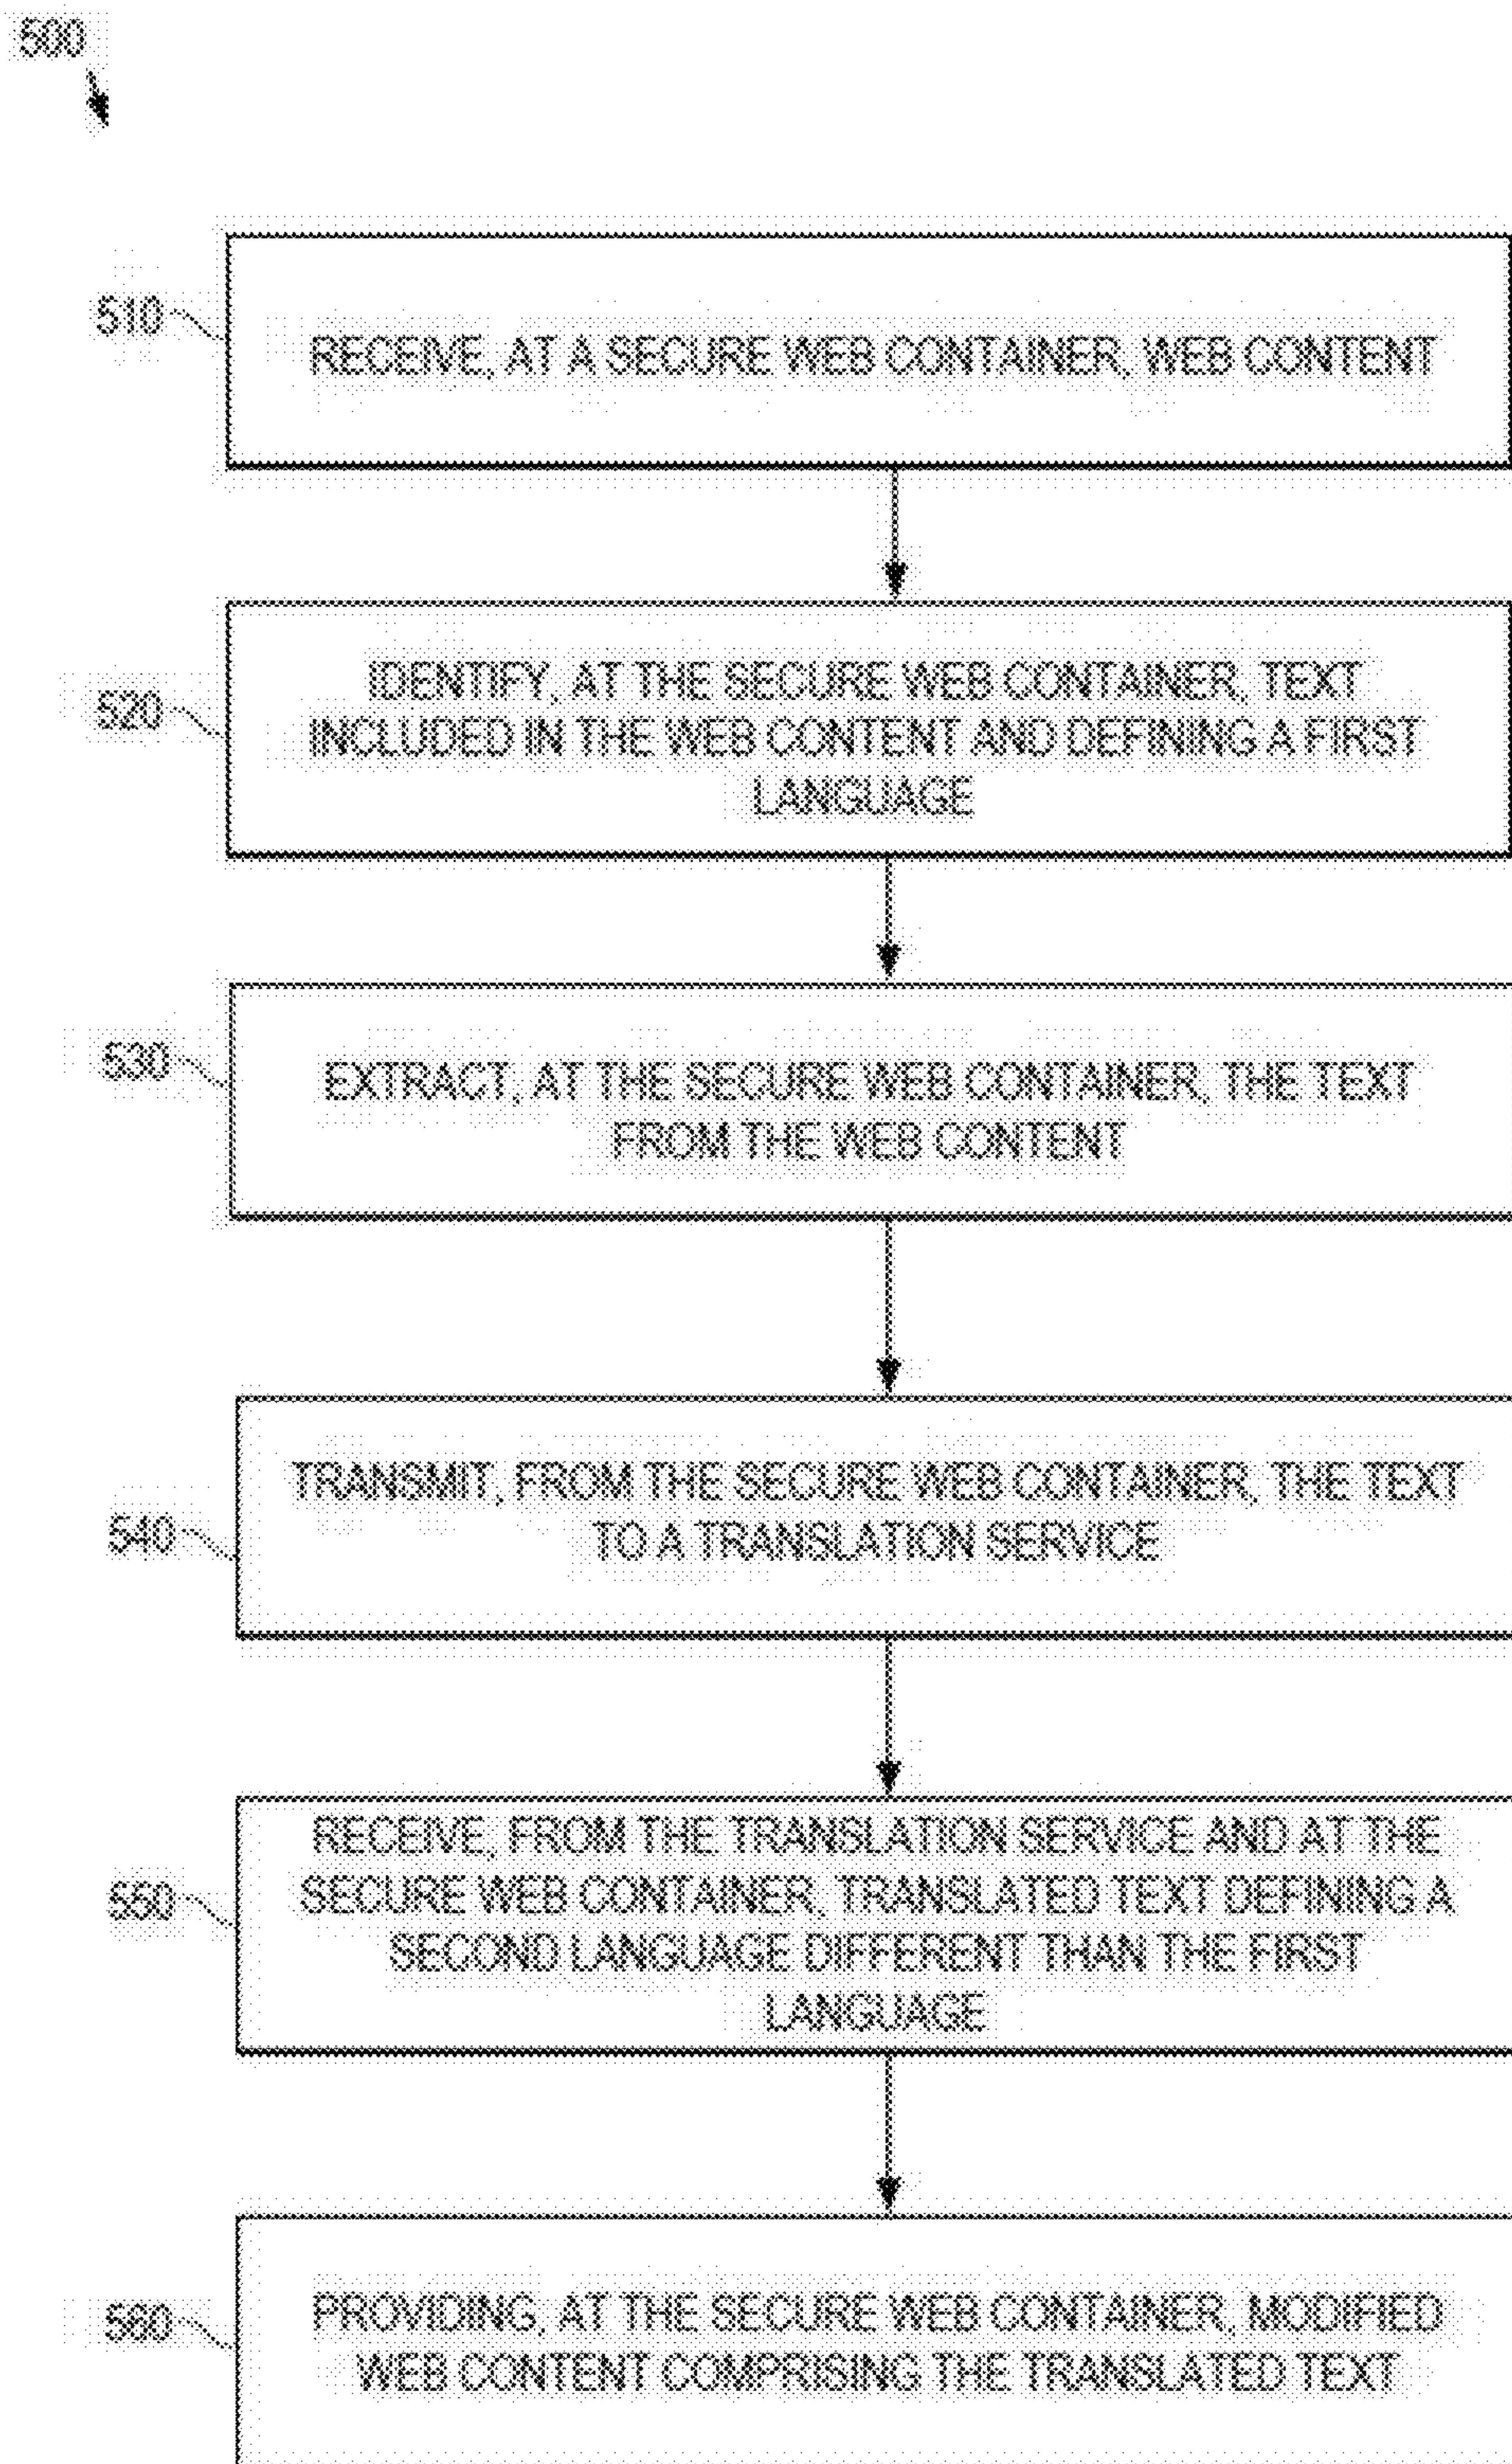 500
510
RECEIVE, AT A SECURE WEB CONTAINER, WEB CONTENT
520
IDENTIFY, AT THE SECURE WEB CONTAINER, TEXT
INCLUDED IN THE WEB CONTENT AND DEFINING A FIRST
LANGUAGE
530
EXTRACT, AT THE SECURE WEB CONTAINER, THE TEXT
FROM THE WEB CONTENT
540
TRANSMIT, FROM THE SECURE WEB CONTAINER, THE TEXT
TO A TRANSLATION SERVICE
550
RECEIVE, FROM THE TRANSLATION SERVICE AND AT THE
SECURE WEB CONTAINER, TRANSLATED TEXT DEFINING A
SECOND LANGUAGE DIFFERENT THAN THE FIRST
LANGUAGE
560
PROVIDING, AT THE SECURE WEB CONTAINER, MODIFIED
WEB CONTENT COMPRISING THE TRANSLATED TEXT